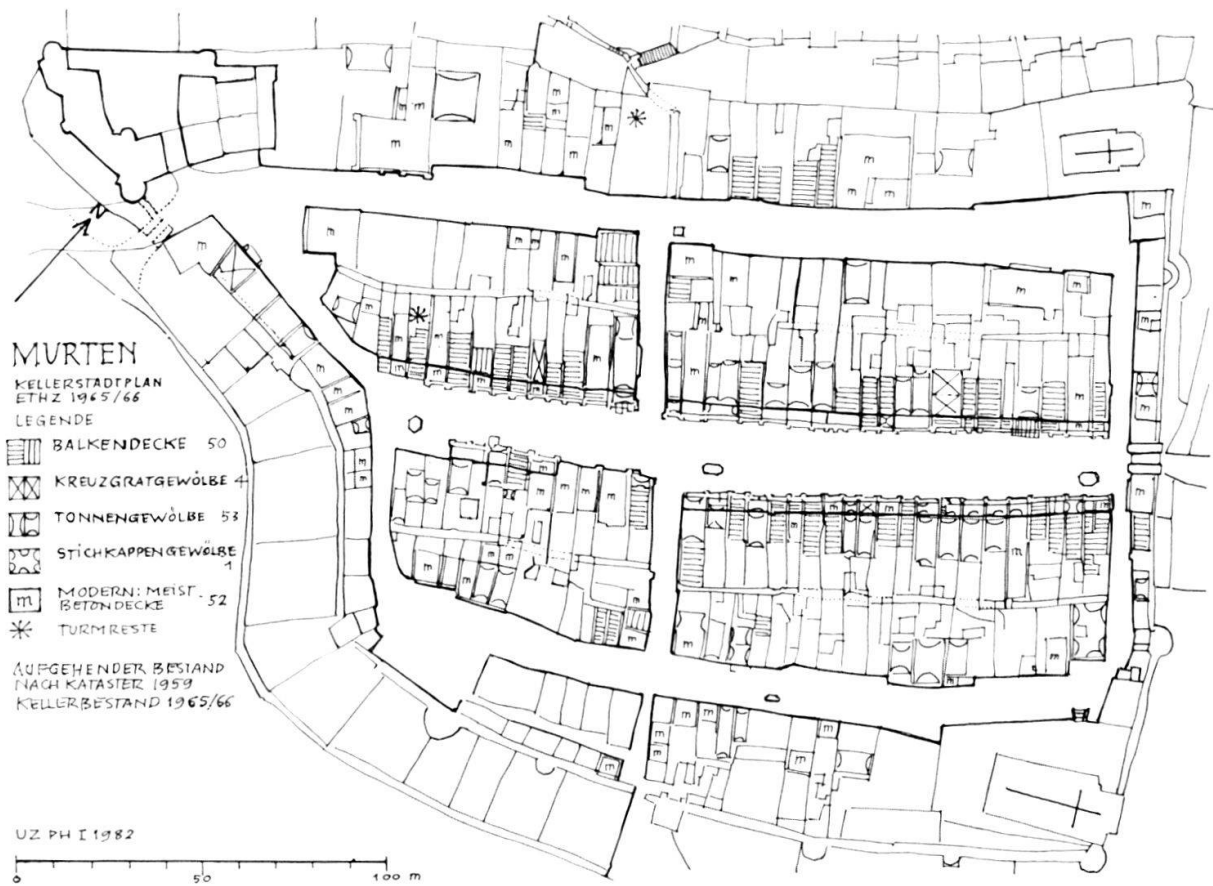 N
MURTEN
KELLERSTADTPLAN
ETHZ 1965/66
LEGENDE
BALKENDECKE 50
KREUZGRATGEWÖLBE 4
TONNENGEWÖLBE 53
STICHKAPPENGEWÖLBE
1
m MODERN: MEIST
BETONDECKE - 52
TURMRESTE
AUFGEHENDER BESTAND
NACH KATASTER 1959
KELLERBESTAND 1965/66
UZ PH I 1982
0 50 100 m